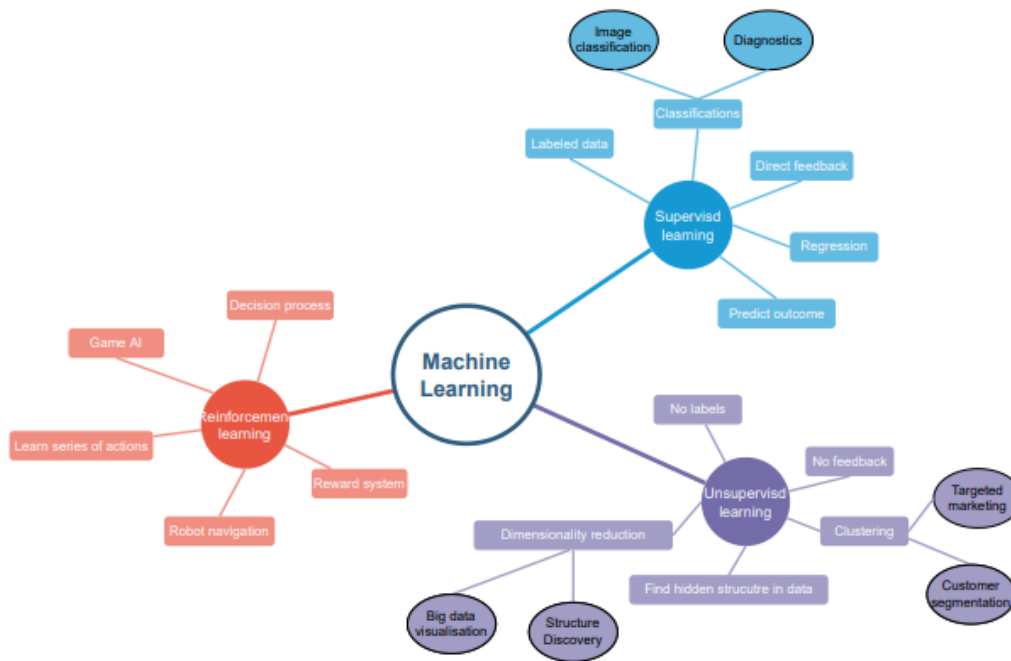 Image
classification
Diagnostics
Classifications
Labeled data
Direct feedback
Supervisd
learning
Regression
Predict outcome
Decision process
Game AI
Machine
Learning
Reinforcemen
learning
Learn series of actions
Reward system
Robot navigation
No labels
No feedback
Unsupervisd
learning
Targeted
marketing
Dimensionality reduction
Clustering
Find hidden strucutre in data
Customer
segmentation
Big data
visualisation
Structure
Discovery